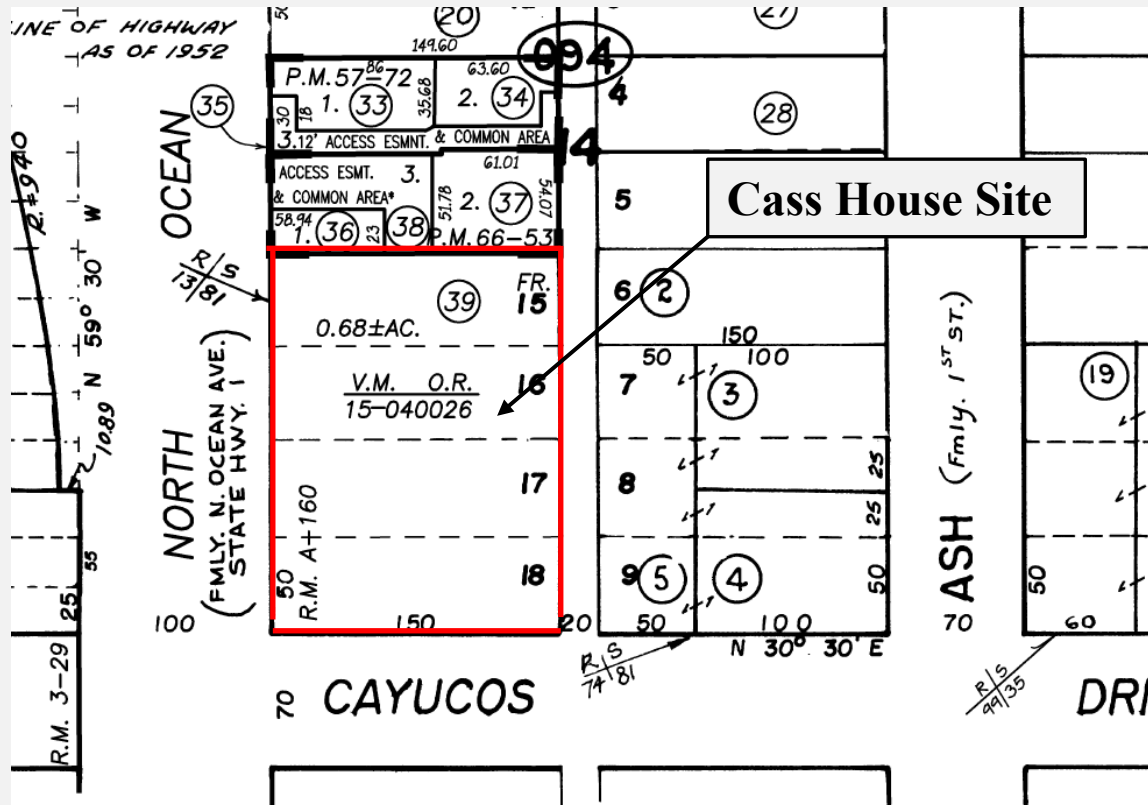 LINE OF HIGHWAY
AS OF 1952
20
149.60
094
27
P.M.57-72
86
63.60
1. 33
35.68
2. 34
4
28
35
30
18
3.12' ACCESS ESMNT. & COMMON AREA
14
R.=940
OCEAN
ACCESS ESMT. 3.
& COMMON AREA*
61.01
51.78
2. 37
54.07
5
Cass House Site
58.94
1. 36
23
38
P.M.66-53
R/S
13/81
39
FR.
15
6 2
0.68±AC.
150
50
100
N 59° 30' W
V.M. O.R.
15-040026
16
7
3
19
10.89
NORTH
(FMLY. N. OCEAN AVE.)
STATE HWY. 1
R.M. A+160
17
8
25
25
ASH (Fmly. 1ST ST.)
55
25
50
18
9 5
4
50
50
100
150
20
50
100
70
60
N 30° 30' E
R/S
74/81
R/S
99/35
R.M. 3-29
70
CAYUCOS
DRI